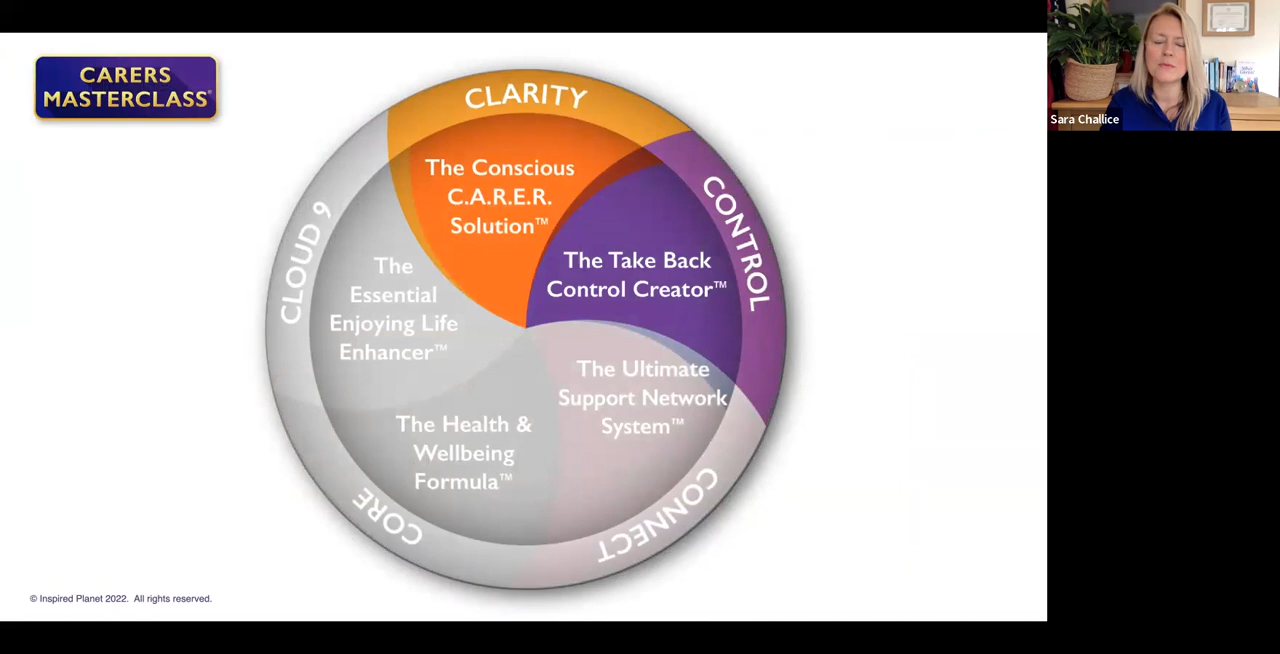 CARERS
MASTERCLASS®
CLARITY
The Conscious
C.A.R.E.R.
Solution™
CONTROL
The Take Back
Control Creator™
CONNECT
The Ultimate
Support Network
System™
CORE
The Health &
Wellbeing
Formula™
CLOUD 9
The
Essential
Enjoying Life
Enhancer™
© Inspired Planet 2022. All rights reserved.
Sara Challice